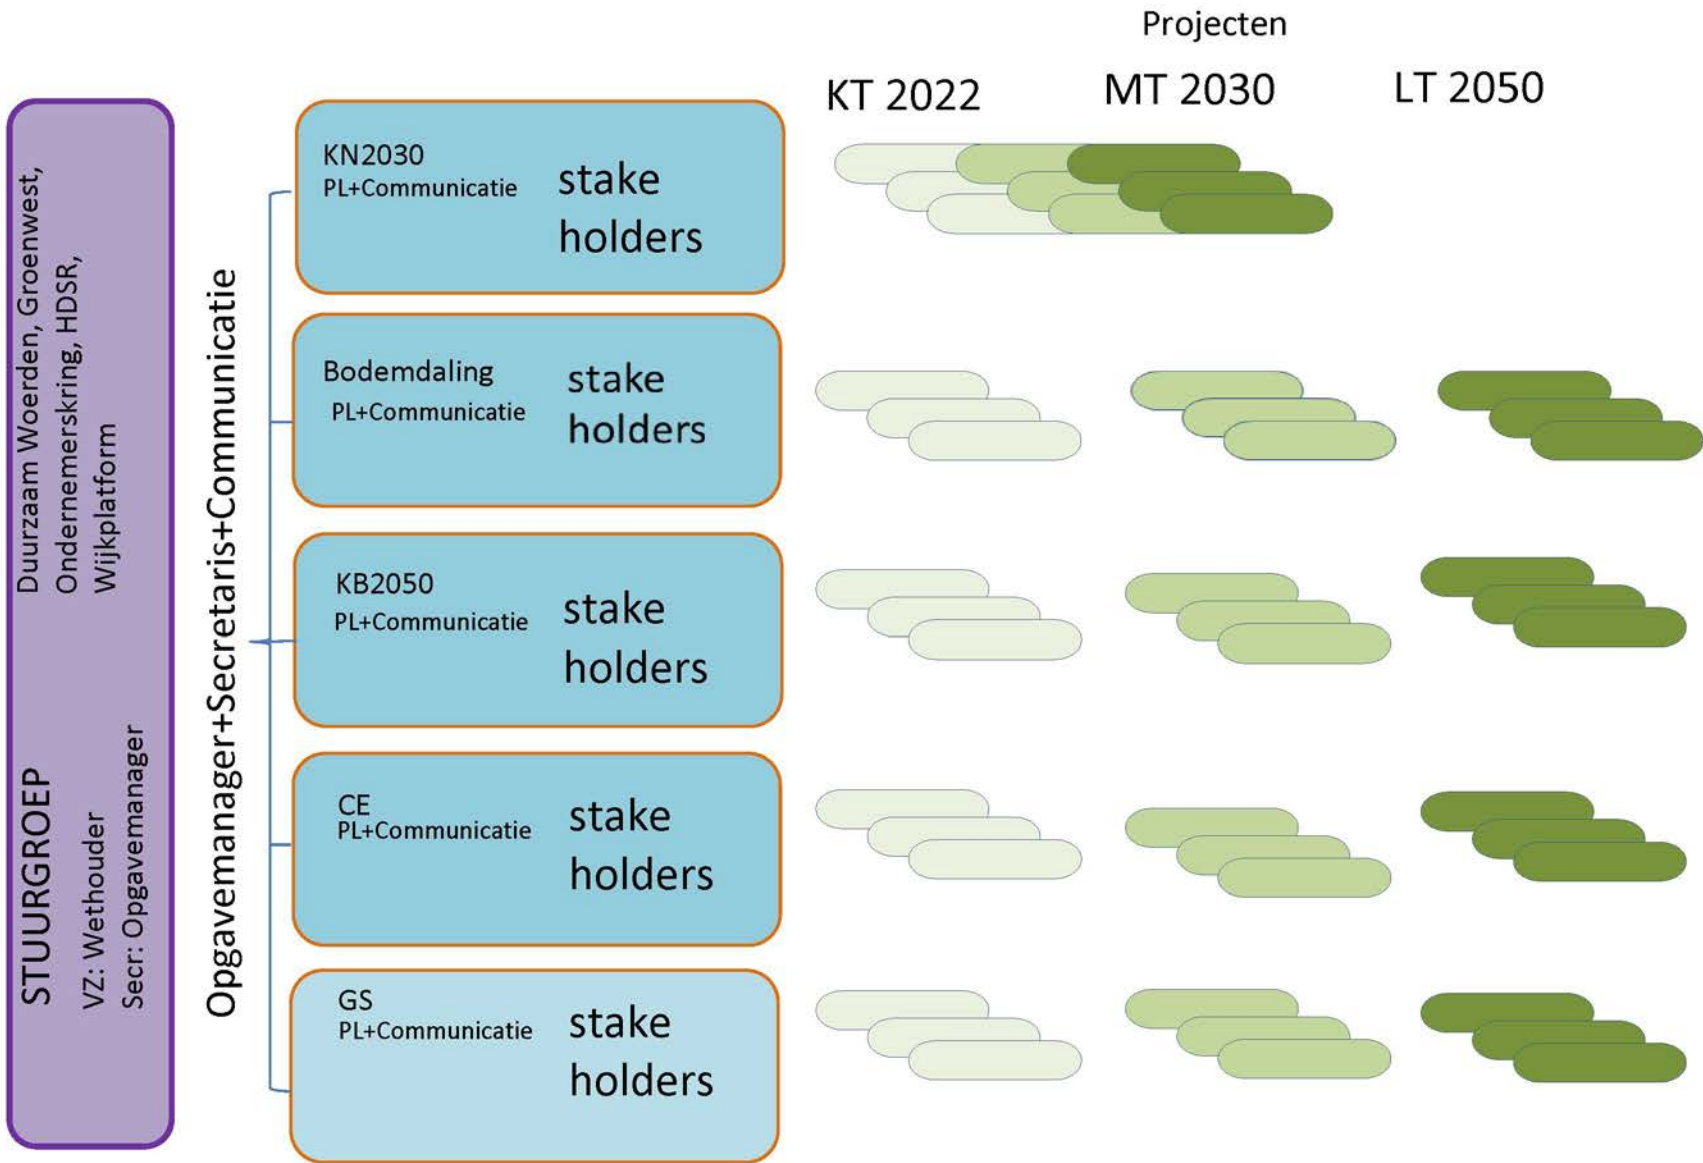 Projecten
KT 2022
MT 2030
LT 2050
Duurzaam Woerden, Groenwest,
Ondernemerskring, HDSR,
Wijkplatform
STUURGROEP
VZ: Wethouder
Secr: Opgavemanager
Opgavemanager+Secretaris+Communicatie
KN2030
PL+Communicatie
stake
holders
Bodemdaling
PL+Communicatie
stake
holders
KB2050
PL+Communicatie
stake
holders
CE
PL+Communicatie
stake
holders
GS
PL+Communicatie
stake
holders